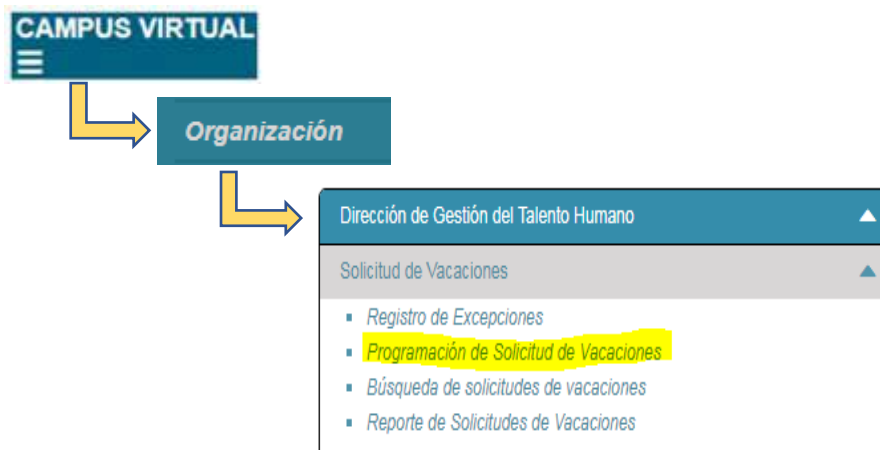 CAMPUS VIRTUAL
Organización
Dirección de Gestión del Talento Humano
Solicitud de Vacaciones
Registro de Excepciones
Programación de Solicitud de Vacaciones
Búsqueda de solicitudes de vacaciones
Reporte de Solicitudes de Vacaciones